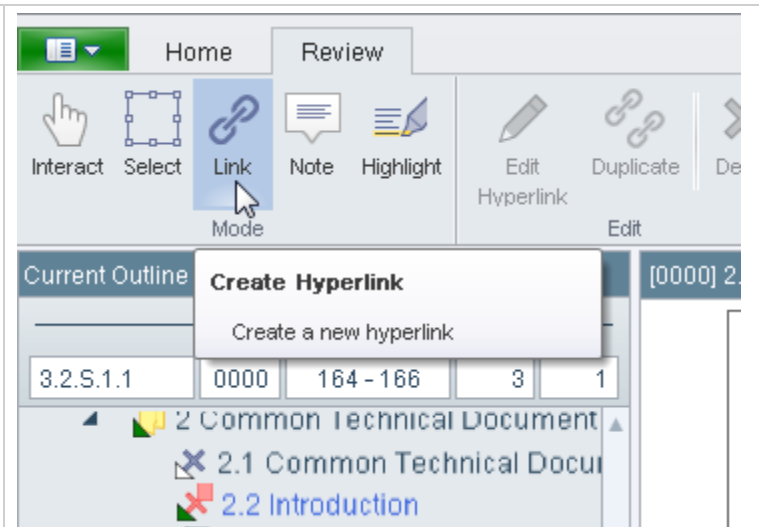 Home Review
Interact Select Link Note Highlight Edit Hyperlink Duplicate
Mode Edit
Current Outline
[0000] 2.
Create Hyperlink
Create a new hyperlink
3.2.S.1.1 0000 164 - 166 3 1
2 Common Technical Document
2.1 Common Technical
2.2 Introduction